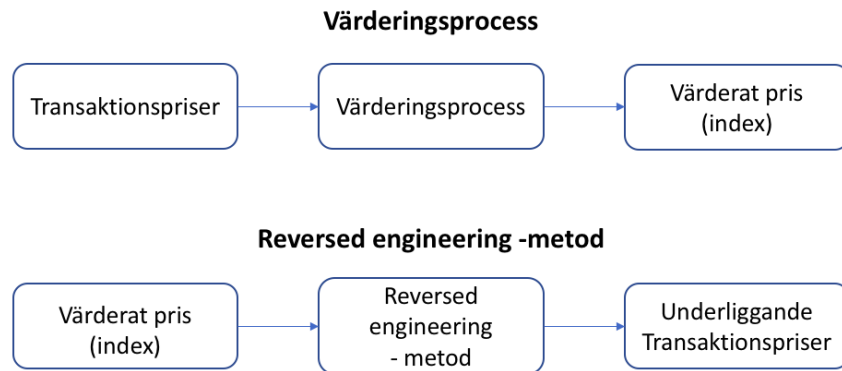 Värderingsprocess
Transaktionspriser
Värderingsprocess
Värderat pris
(index)
Reversed engineering -metod
Värderat pris
(index)
Reversed
engineering
- metod
Underliggande
Transaktionspriser